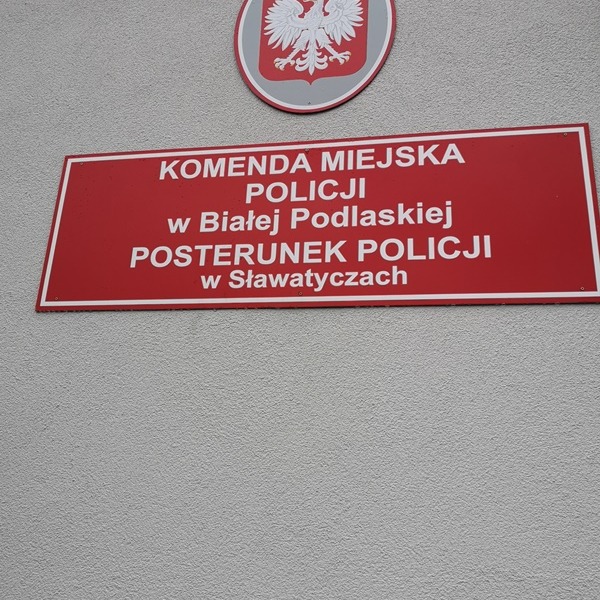 KOMENDA MIEJSKA
POLICJI
w Białej Podlaskiej
POSTERUNEK POLICJI
w Sławatyczach